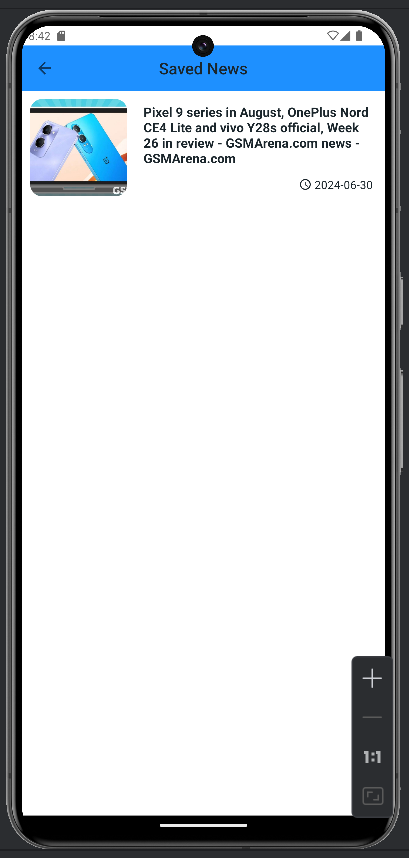 8:42
Saved News
Pixel 9 series in August, OnePlus Nord
CE4 Lite and vivo Y28s official, Week
26 in review - GSMArena.com news -
GSMArena.com
GS
2024-06-30
1:1